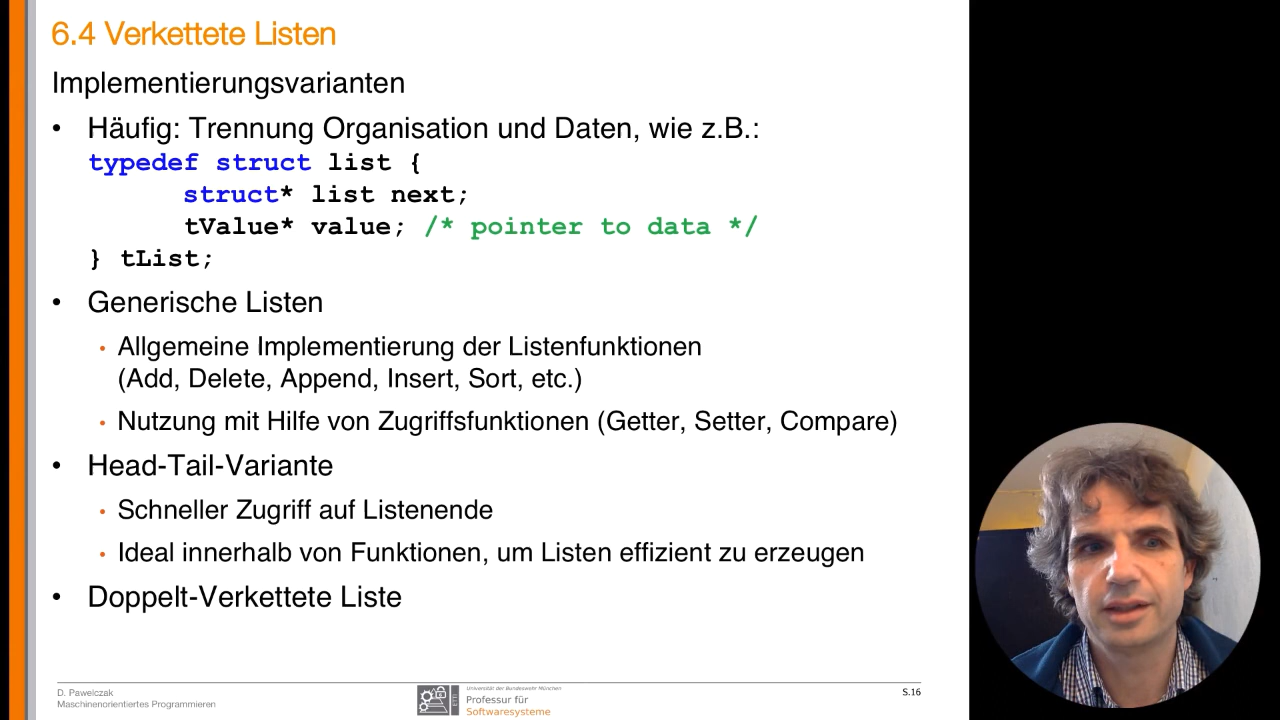 6.4 Verkettete Listen
Implementierungsvarianten
• Häufig: Trennung Organisation und Daten, wie z.B.:
typedef struct list {
struct* list next;
tValue* value; /* pointer to data */
} tList;
• Generische Listen
• Allgemeine Implementierung der Listenfunktionen
(Add, Delete, Append, Insert, Sort, etc.)
• Nutzung mit Hilfe von Zugriffsfunktionen (Getter, Setter, Compare)
• Head-Tail-Variante
• Schneller Zugriff auf Listenende
• Ideal innerhalb von Funktionen, um Listen effizient zu erzeugen
• Doppelt-Verkettete Liste
D. Pawelczak
Maschinenorientiertes Programmieren
Universität der Bundeswehr München
Professur für
Softwaresysteme
S.16